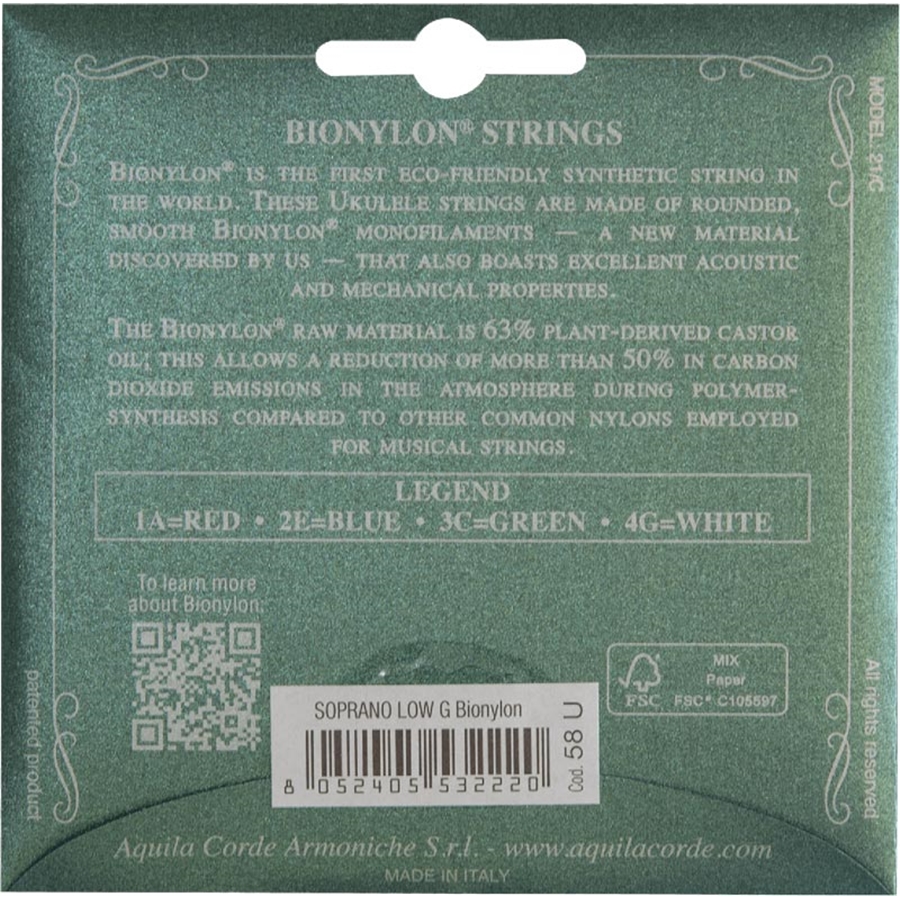 BIONYLON® STRINGS
BIONYLON® IS THE FIRST ECO-FRIENDLY SYNTHETIC STRING IN
THE WORLD. THESE UKULELE STRINGS ARE MADE OF ROUNDED,
SMOOTH BIONYLON® MONOFILAMENTS — A NEW MATERIAL
DISCOVERED BY US — THAT ALSO BOASTS EXCELLENT ACOUSTIC
AND MECHANICAL PROPERTIES.
THE BIONYLON® RAW MATERIAL IS 63% PLANT-DERIVED CASTOR
OIL; THIS ALLOWS A REDUCTION OF MORE THAN 50% IN CARBON
DIOXIDE EMISSIONS IN THE ATMOSPHERE DURING POLYMER-
SYNTHESIS COMPARED TO OTHER COMMON NYLONS EMPLOYED
FOR MUSICAL STRINGS.
LEGEND
1A=RED • 2E=BLUE • 3C=GREEN • 4G=WHITE
To learn more
about Bionylon:
FSC
MIX
Paper
FSC® C105597
SOPRANO LOW G Bionylon
8 052405 532220
Cod. 58 U
Aquila Corde Armoniche S.r.l. - www.aquilacorde.com
MADE IN ITALY
patented product
All rights reserved
MODEL: